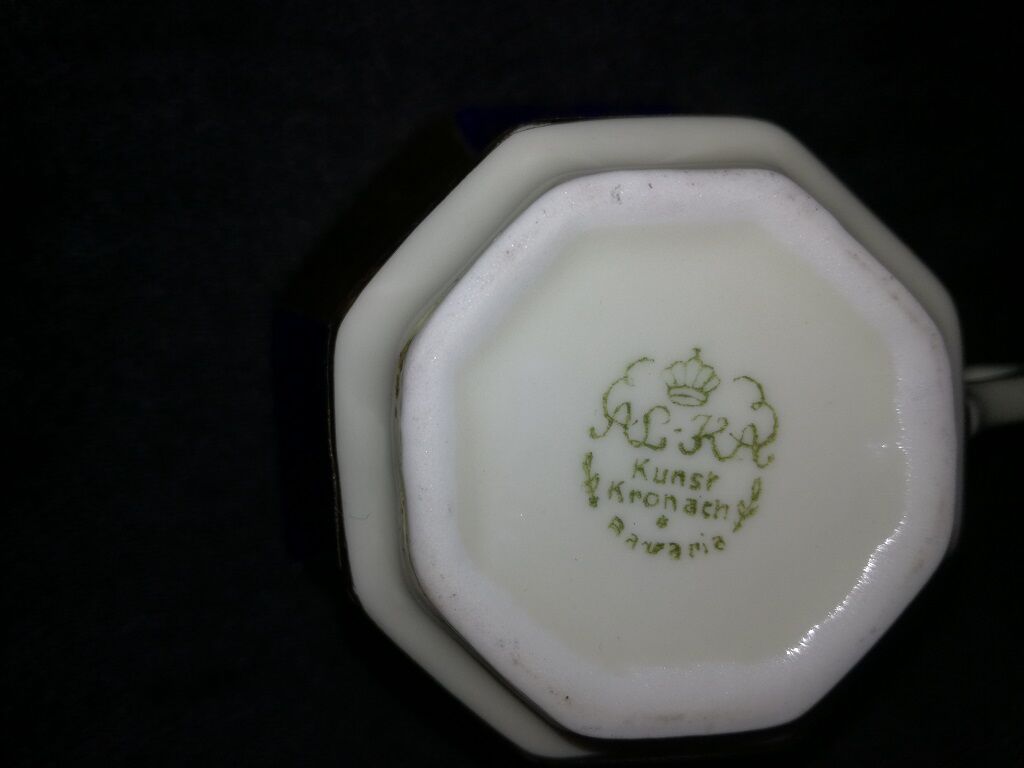 AL-KA
Kunst
Kronach
Bavaria